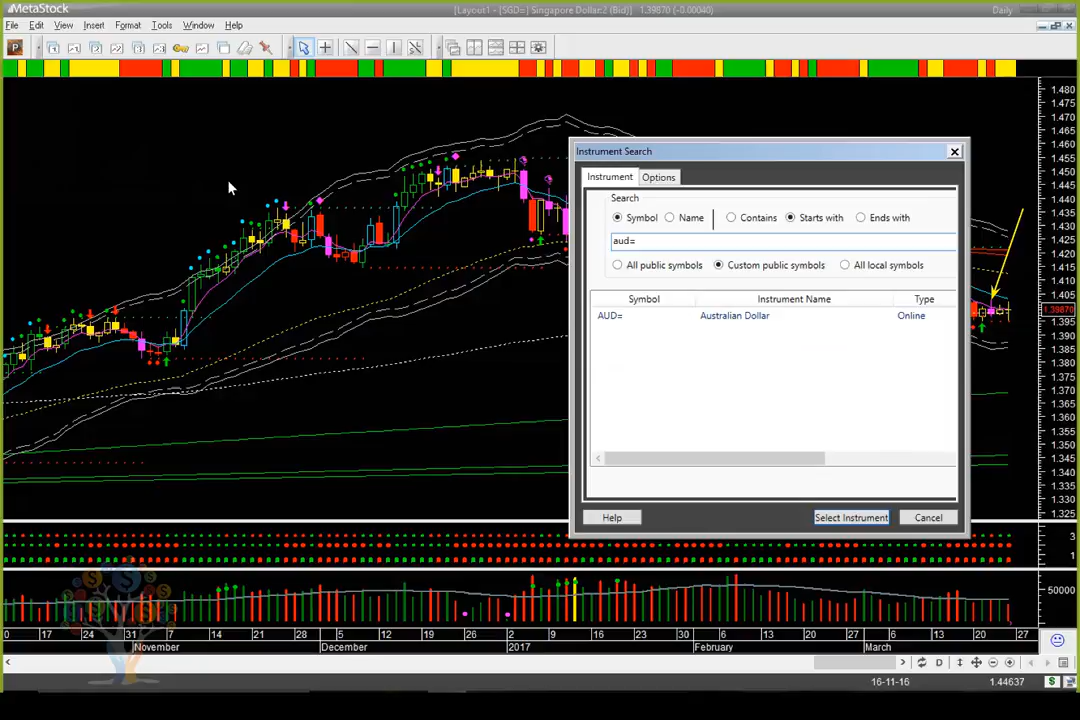 MetaStock
[Layout1 - [SGD=] Singapore Dollar:2 (Bid)] 1.39870 (-0.00040)
Daily
File Edit View Insert Format Tools Window Help
P
1.480
1.475
1.470
1.465
1.460
1.455
1.450
1.445
1.440
1.435
1.430
1.425
1.420
1.415
1.410
1.405
1.400
1.39870
1.395
1.390
1.385
1.380
1.375
1.370
1.365
1.360
1.355
1.350
1.345
1.340
1.335
1.330
1.325
Instrument Search
Instrument Options
Search
Symbol Name Contains Starts with Ends with
aud=
All public symbols Custom public symbols All local symbols
Symbol Instrument Name Type
AUD= Australian Dollar Online
Help Select Instrument Cancel
3
1
50000
0 17 24 31 7 14 21 28 5 12 19 26 2 9 16 23 30 6 13 20 27 6 13 20 27
November December 2017 February March
D
16-11-16 1.44637
$